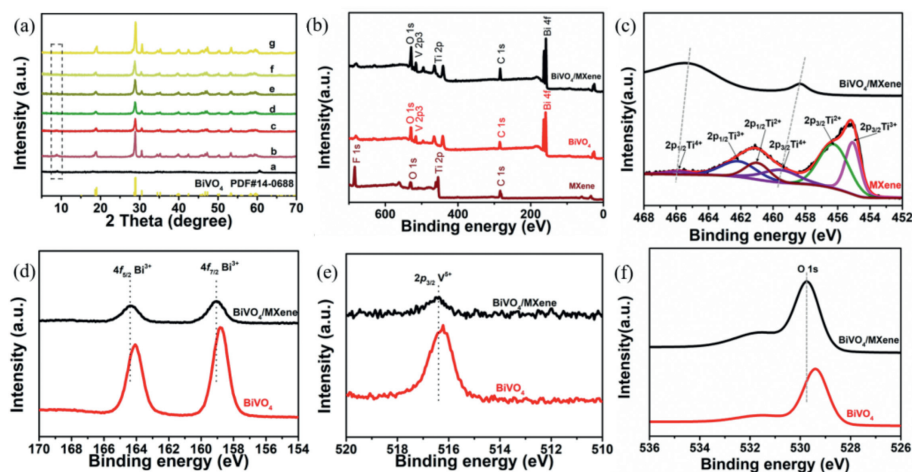 (a)
Intensity (a.u.)
g
f
e
d
c
b
a
BiVO₄ PDF#14-0688
10 20 30 40 50 60 70
2 Theta (degree)
(b)
Intensity (a.u.)
O 1s
V 2p3
Ti 2p
C 1s
Bi 4f
BiVO₄/MXene
O 1s
V 2p3
C 1s
Bi 4f
BiVO₄
F 1s
O 1s
Ti 2p
C 1s
MXene
600 400 200 0
Binding energy (eV)
(c)
Intensity (a.u.)
BiVO₄/MXene
2p₁/₂Ti⁴⁺
2p₁/₂Ti³⁺
2p₁/₂Ti²⁺
2p₃/₂Ti⁴⁺
2p₃/₂Ti²⁺
2p₃/₂Ti³⁺
MXene
468 466 464 462 460 458 456 454 452
Binding energy (eV)
(d)
Intensity (a.u.)
4f₅/₂ Bi³⁺
4f₇/₂ Bi³⁺
BiVO₄/MXene
BiVO₄
170 168 166 164 162 160 158 156 154
Binding energy (eV)
(e)
Intensity (a.u.)
2p₃/₂ V⁵⁺
BiVO₄/MXene
BiVO₄
520 518 516 514 512 510
Binding energy (eV)
(f)
Intensity(a.u.)
O 1s
BiVO₄/MXene
BiVO₄
536 534 532 530 528 526
Binding energy (eV)